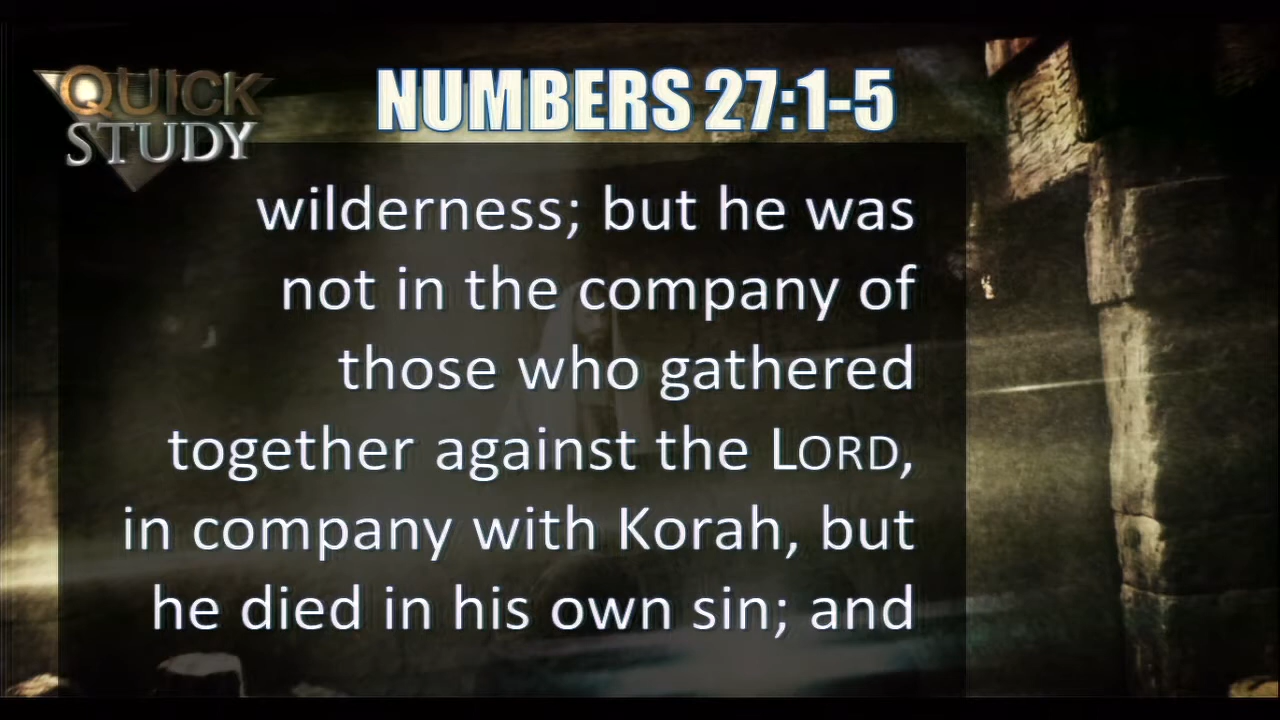 QUICK
STUDY
NUMBERS 27:1-5
wilderness; but he was
not in the company of
those who gathered
together against the LORD,
in company with Korah, but
he died in his own sin; and